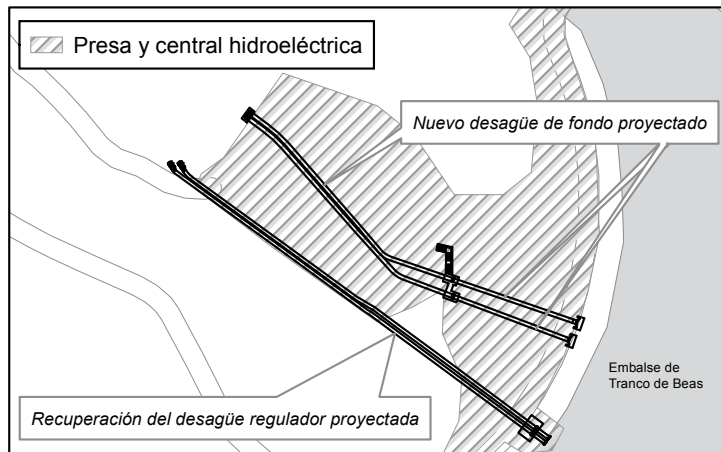 Presa y central hidroeléctrica
Nuevo desagüe de fondo proyectado
Embalse de
Tranco de Beas
Recuperación del desagüe regulador proyectada